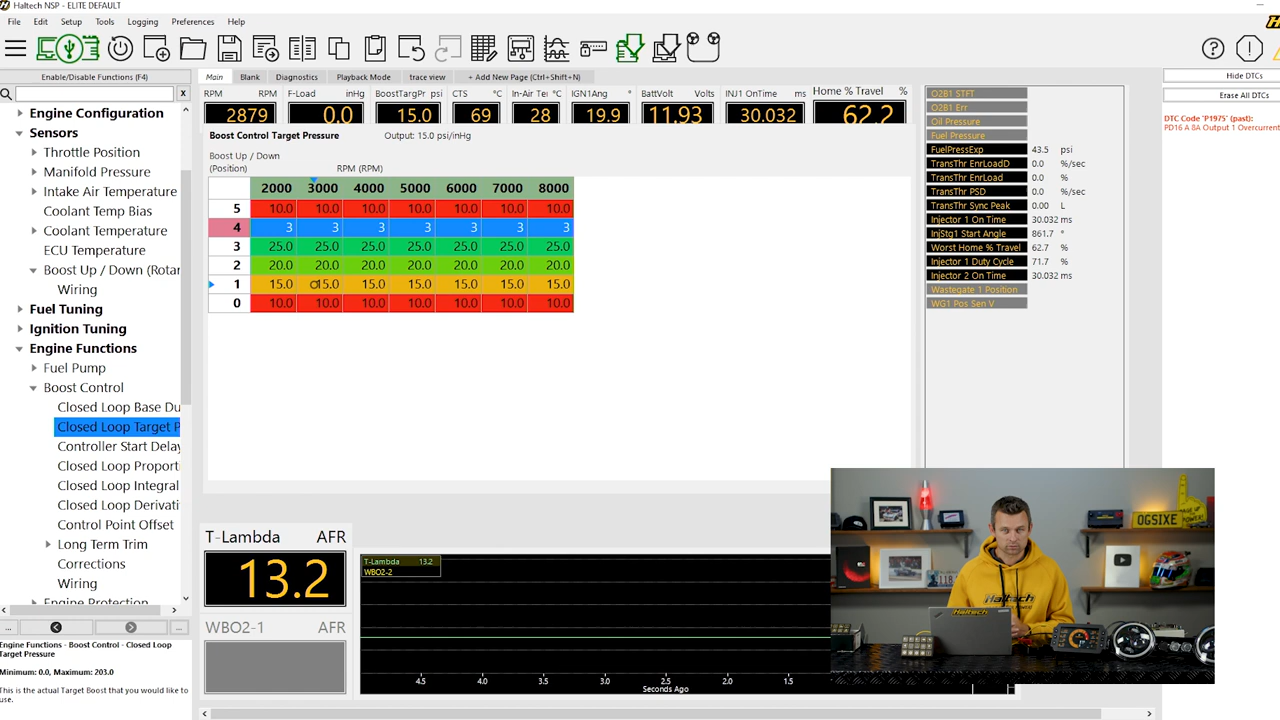 Haltech NSP - ELITE DEFAULT
File Edit Setup Tools Logging Preferences Help
Enable/Disable Functions (F4)
Main Blank Diagnostics Playback Mode trace view + Add New Page (Ctrl+Shift+N)
Hide DTCs
Erase All DTCs
DTC Code 'P1975' (past):
PD16 A 8A Output 1 Overcurrent
X
Engine Configuration
Sensors
Throttle Position
Manifold Pressure
Intake Air Temperature
Coolant Temp Bias
Coolant Temperature
ECU Temperature
Boost Up / Down (Rotar
Wiring
Fuel Tuning
Ignition Tuning
Engine Functions
Fuel Pump
Boost Control
Closed Loop Base Du
Closed Loop Target P
Controller Start Delay
Closed Loop Proporti
Closed Loop Integral
Closed Loop Derivati
Control Point Offset
Long Term Trim
Corrections
Wiring
Engine Protection
... ...
Engine Functions - Boost Control - Closed Loop
Target Pressure
Minimum: 0.0, Maximum: 203.0
This is the actual Target Boost that you would like to
use.
RPM RPM F-Load inHg BoostTargPr psi CTS °C In-Air Ter °C IGN1Ang ° BattVolt Volts INJ1 OnTime ms Home % Travel %
2879 0.0 15.0 69 28 19.9 11.93 30.032 62.2
Boost Control Target Pressure Output: 15.0 psi/inHg
Boost Up / Down
(Position) RPM (RPM)
2000 3000 4000 5000 6000 7000 8000
5 10.0 10.0 10.0 10.0 10.0 10.0 10.0
4 3 3 3 3 3 3 3
3 25.0 25.0 25.0 25.0 25.0 25.0 25.0
2 20.0 20.0 20.0 20.0 20.0 20.0 20.0
1 15.0 15.0 15.0 15.0 15.0 15.0 15.0
0 10.0 10.0 10.0 10.0 10.0 10.0 10.0
O2B1 STFT
O2B1 Err
Oil Pressure
Fuel Pressure
FuelPressExp 43.5 psi
TransThr EnrLoadD 0.0 %/sec
TransThr EnrLoad 0.0 %
TransThr PSD 0.0 %/sec
TransThr Sync Peak 0.00 L
Injector 1 On Time 30.032 ms
InjStg1 Start Angle 861.7 °
Worst Home % Travel 62.7 %
Injector 1 Duty Cycle 71.7 %
Injector 2 On Time 30.032 ms
Wastegate 1 Position
WG1 Pos Sen V
T-Lambda AFR
13.2
WBO2-1 AFR
T-Lambda 13.2
WBO2-2
4.5 4.0 3.5 3.0 2.5 2.0 1.5
Seconds Ago
OGSIXE
Haltech
Haltech